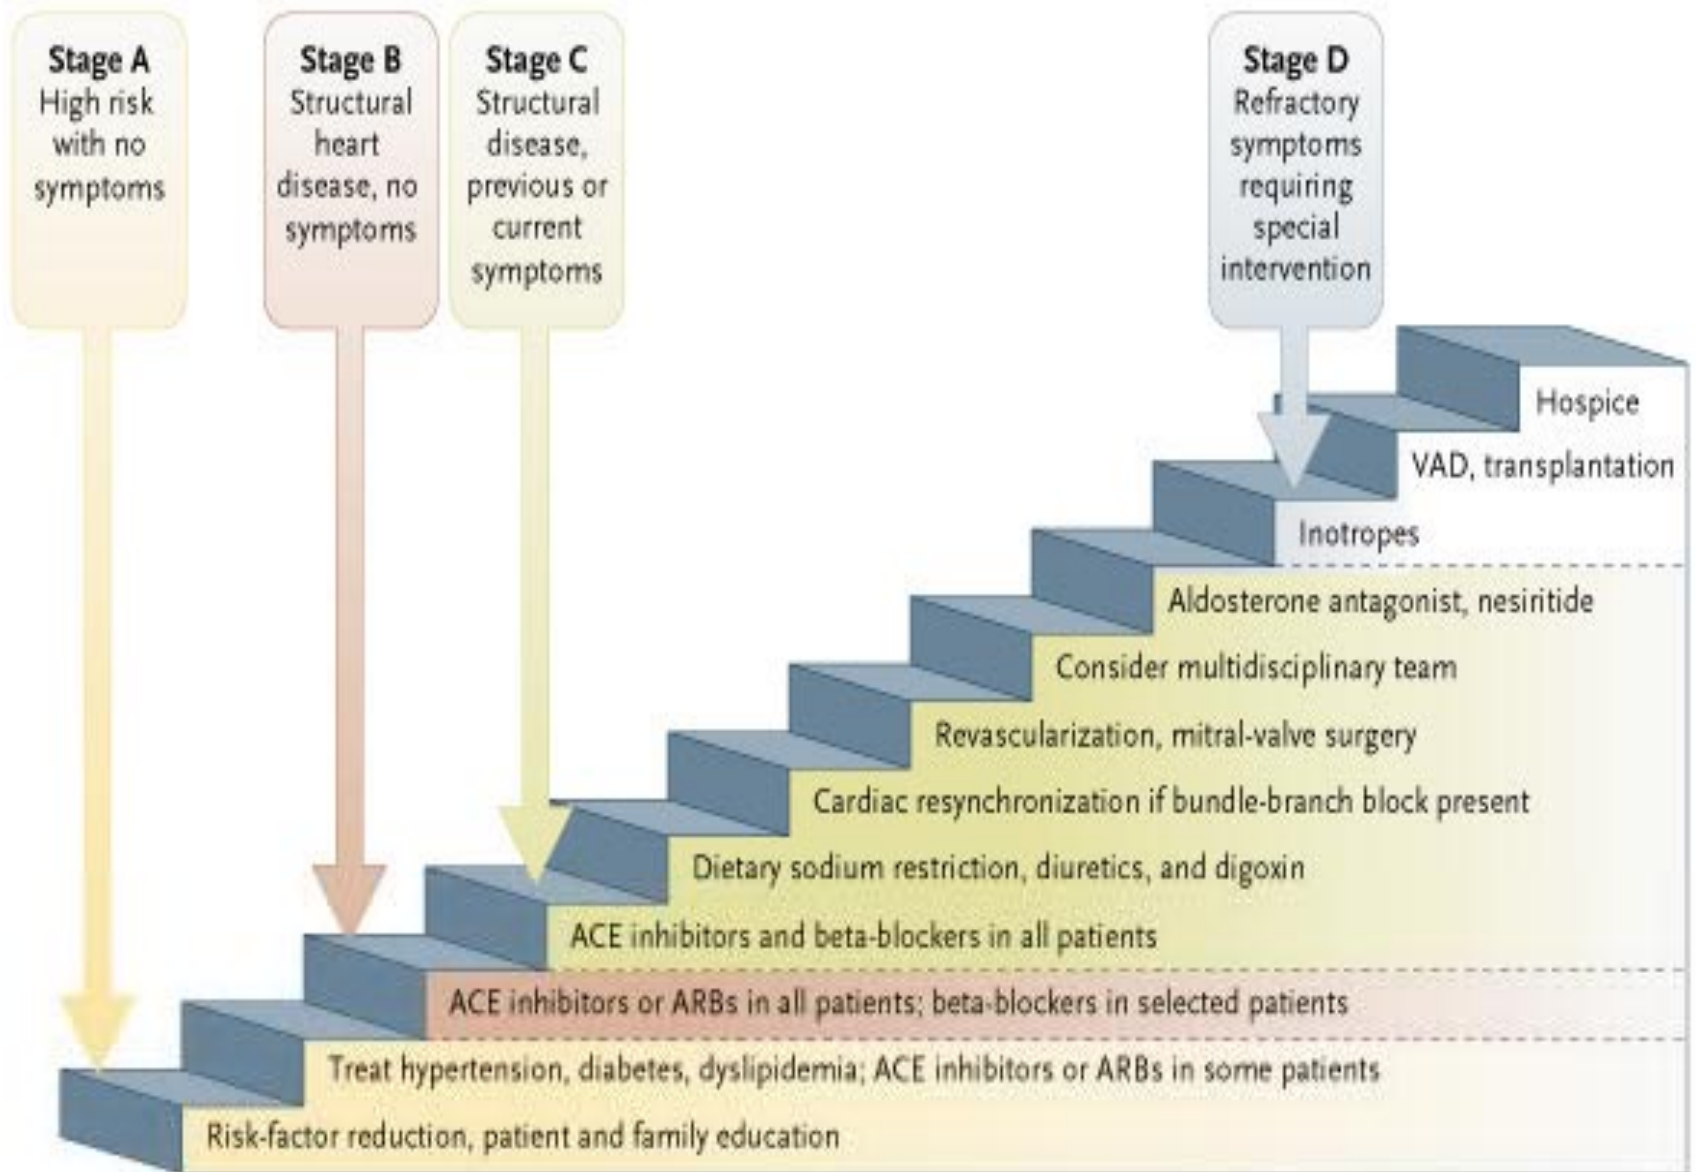 Stage A
High risk
with no
symptoms
Stage B
Structural
heart
disease, no
symptoms
Stage C
Structural
disease,
previous or
current
symptoms
Stage D
Refractory
symptoms
requiring
special
intervention
Hospice
VAD, transplantation
Inotropes
Aldosterone antagonist, nesiritide
Consider multidisciplinary team
Revascularization, mitral-valve surgery
Cardiac resynchronization if bundle-branch block present
Dietary sodium restriction, diuretics, and digoxin
ACE inhibitors and beta-blockers in all patients
ACE inhibitors or ARBs in all patients; beta-blockers in selected patients
Treat hypertension, diabetes, dyslipidemia; ACE inhibitors or ARBs in some patients
Risk-factor reduction, patient and family education